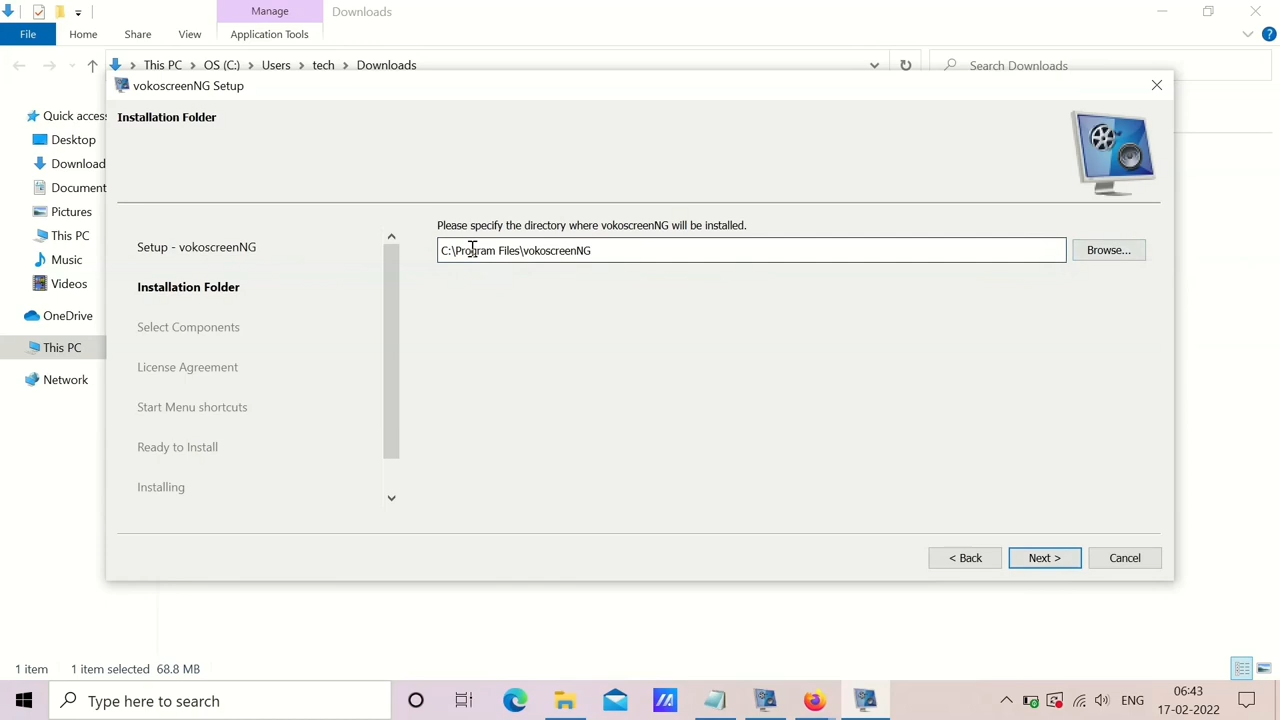 Manage
Downloads
File
Home
Share
View
Application Tools
This PC
OS (C:)
Users
tech
Downloads
Search Downloads
vokoscreenNG Setup
Installation Folder
Quick access
Desktop
Download
Document
Pictures
This PC
Music
Videos
OneDrive
This PC
Network
Setup - vokoscreenNG
Installation Folder
Select Components
License Agreement
Start Menu shortcuts
Ready to Install
Installing
Please specify the directory where vokoscreenNG will be installed.
C:\Program Files\vokoscreenNG
Browse...
< Back
Next >
Cancel
1 item
1 item selected 68.8 MB
Type here to search
ENG
06:43
17-02-2022